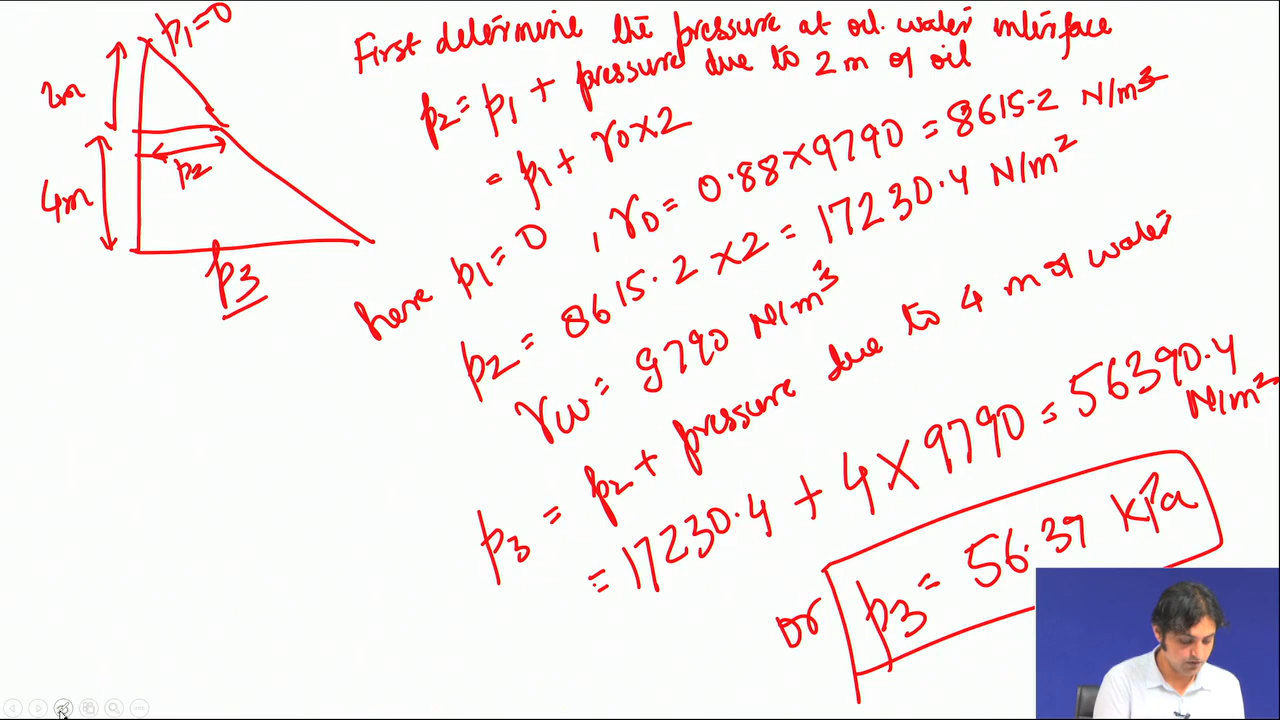 p1=0
2m
p2
4m
p3
First determine the pressure at oil-water interface
p2 = p1 + pressure due to 2 m of oil
= p1 + γo×2
here p1=0 , γo = 0.88×9790 = 8615.2 N/m³
p2 = 8615.2 ×2 = 17230.4 N/m²
γw = 9790 N/m³
p3 = p2 + pressure due to 4 m of water
= 17230.4 + 4×9790 = 56390.4 N/m²
or p3 = 56.39 kPa